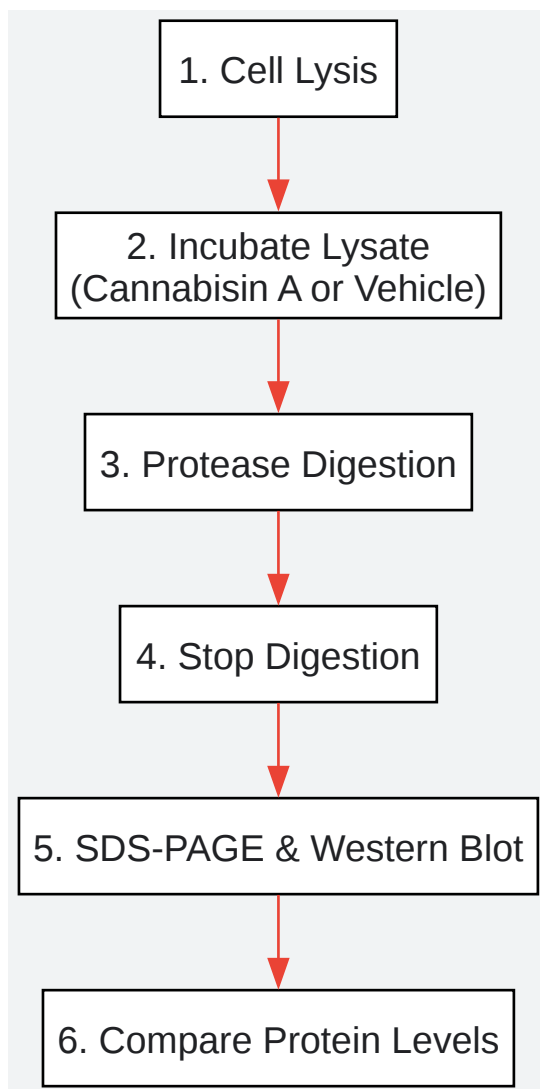 1. Cell Lysis
2. Incubate Lysate
(Cannabisin A or Vehicle)
3. Protease Digestion
4. Stop Digestion
5. SDS-PAGE & Western Blot
6. Compare Protein Levels